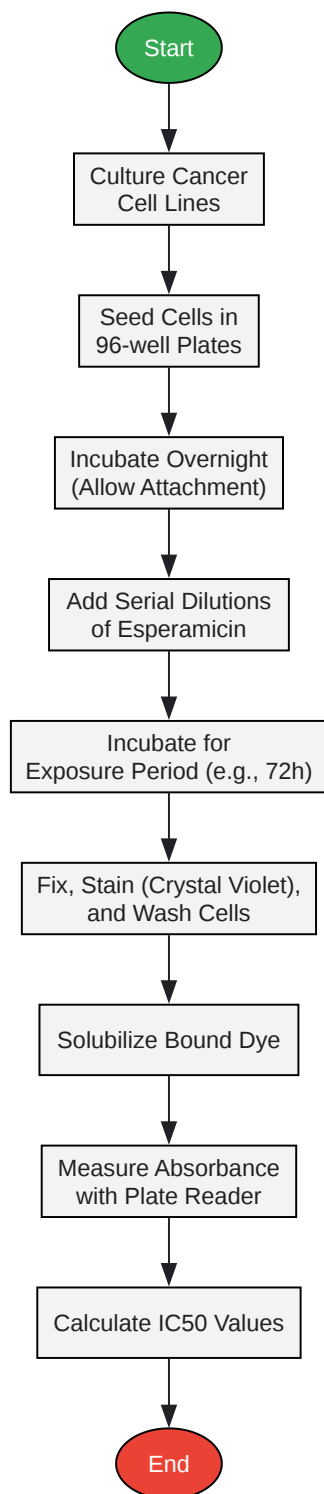 Start
Culture Cancer
Cell Lines
Seed Cells in
96-well Plates
Incubate Overnight
(Allow Attachment)
Add Serial Dilutions
of Esperamicin
Incubate for
Exposure Period (e.g., 72h)
Fix, Stain (Crystal Violet),
and Wash Cells
Solubilize Bound Dye
Measure Absorbance
with Plate Reader
Calculate IC50 Values
End